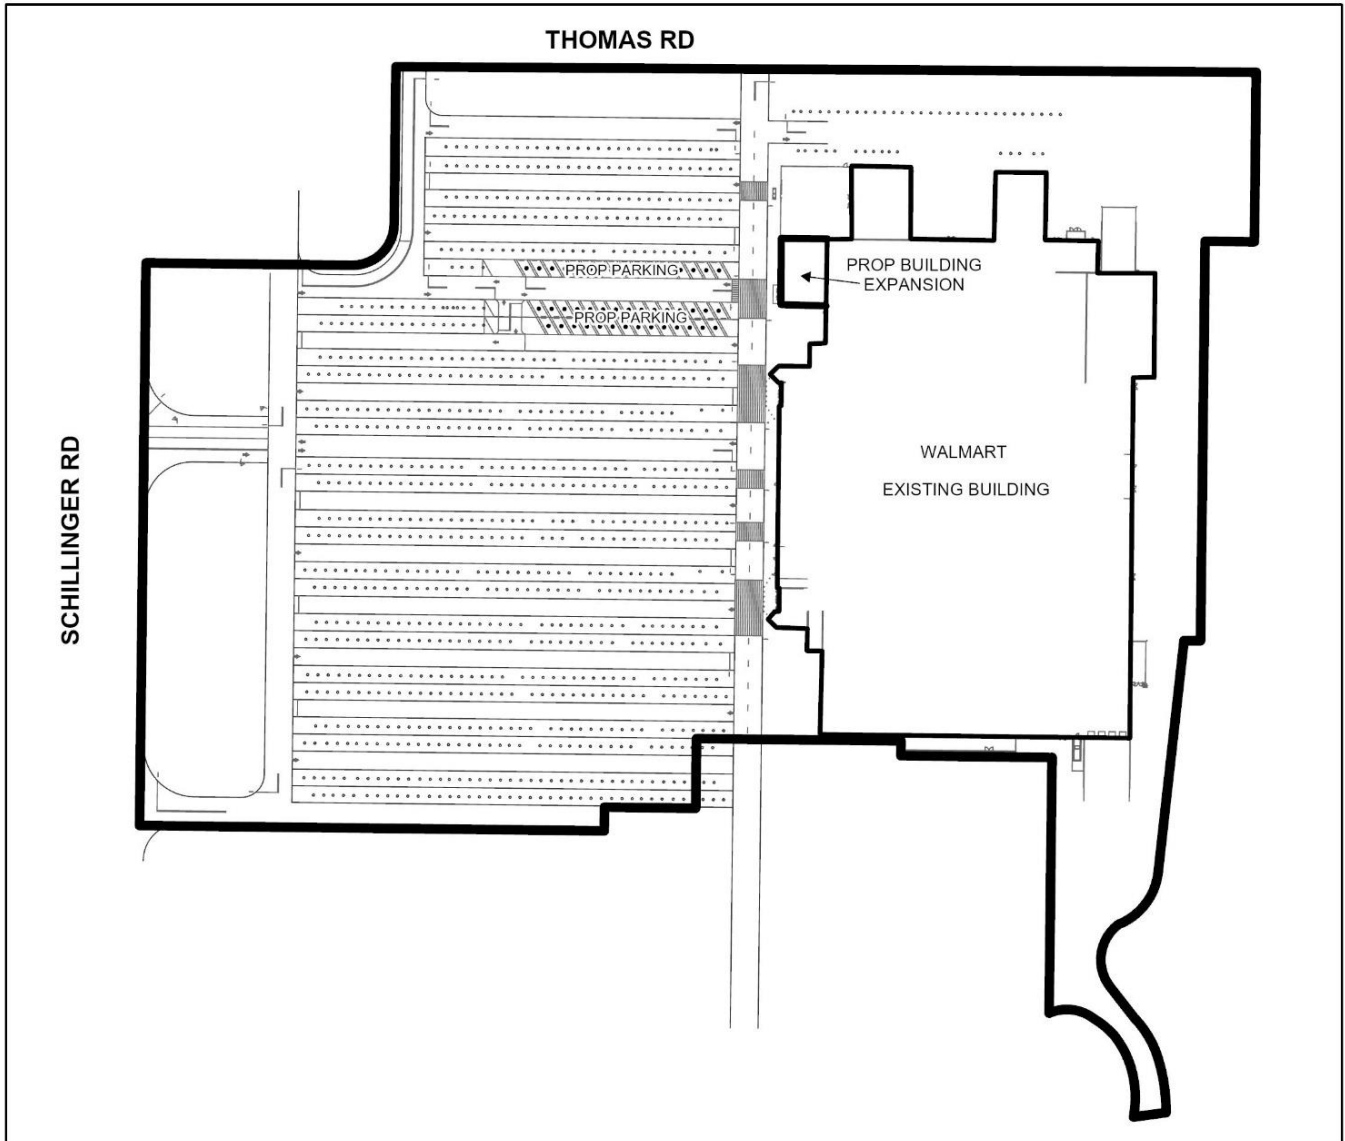 THOMAS RD
PROP PARKING
PROP BUILDING
EXPANSION
PROP PARKING
WALMART
EXISTING BUILDING
SCHILLINGER RD